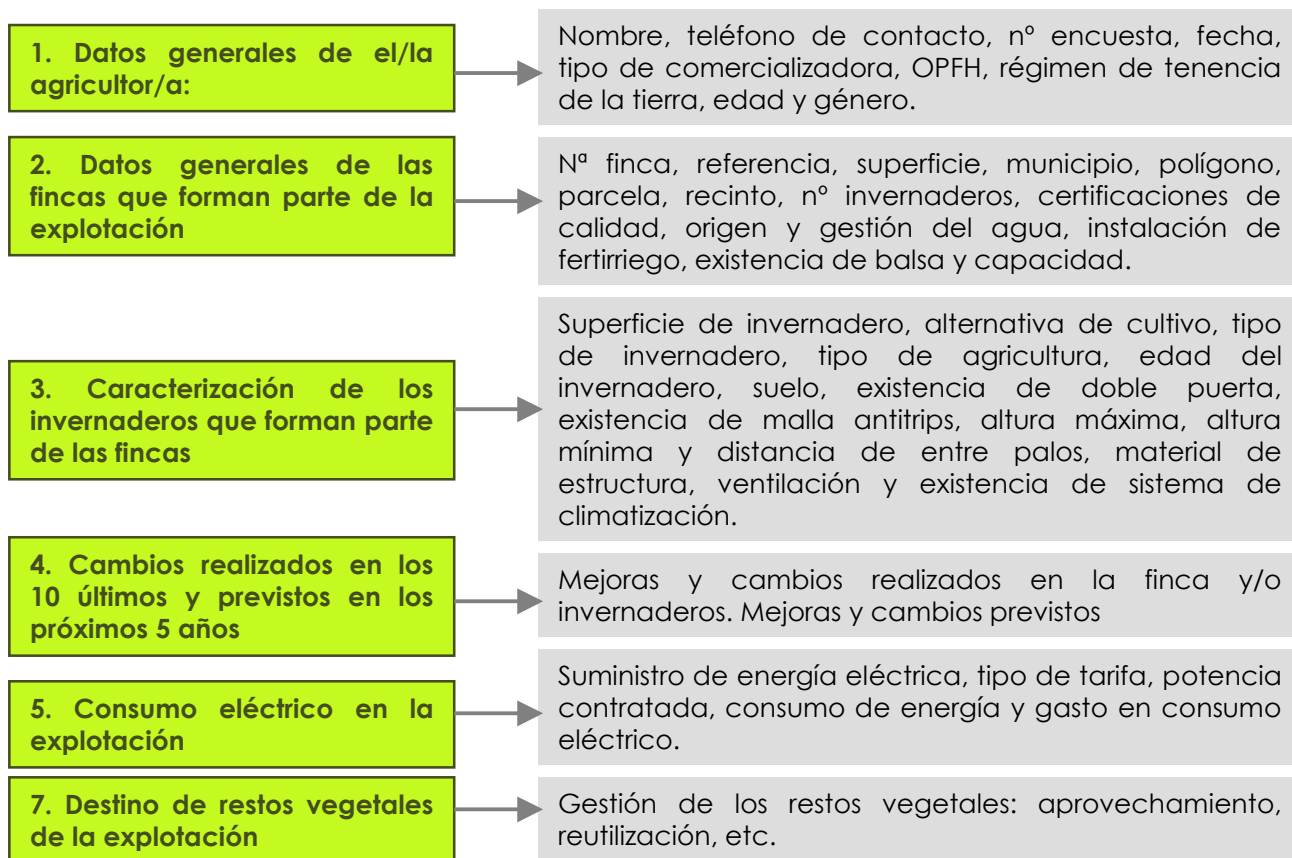 1. Datos generales de el/la
agricultor/a:
Nombre, teléfono de contacto, nº encuesta, fecha,
tipo de comercializadora, OPFH, régimen de tenencia
de la tierra, edad y género.
2. Datos generales de las
fincas que forman parte de la
explotación
Nª finca, referencia, superficie, municipio, polígono,
parcela, recinto, nº invernaderos, certificaciones de
calidad, origen y gestión del agua, instalación de
fertirriego, existencia de balsa y capacidad.
3. Caracterización de los
invernaderos que forman parte
de las fincas
Superficie de invernadero, alternativa de cultivo, tipo
de invernadero, tipo de agricultura, edad del
invernadero, suelo, existencia de doble puerta,
existencia de malla antitrips, altura máxima, altura
mínima y distancia de entre palos, material de
estructura, ventilación y existencia de sistema de
climatización.
4. Cambios realizados en los
10 últimos y previstos en los
próximos 5 años
Mejoras y cambios realizados en la finca y/o
invernaderos. Mejoras y cambios previstos
5. Consumo eléctrico en la
explotación
Suministro de energía eléctrica, tipo de tarifa, potencia
contratada, consumo de energía y gasto en consumo
eléctrico.
7. Destino de restos vegetales
de la explotación
Gestión de los restos vegetales: aprovechamiento,
reutilización, etc.